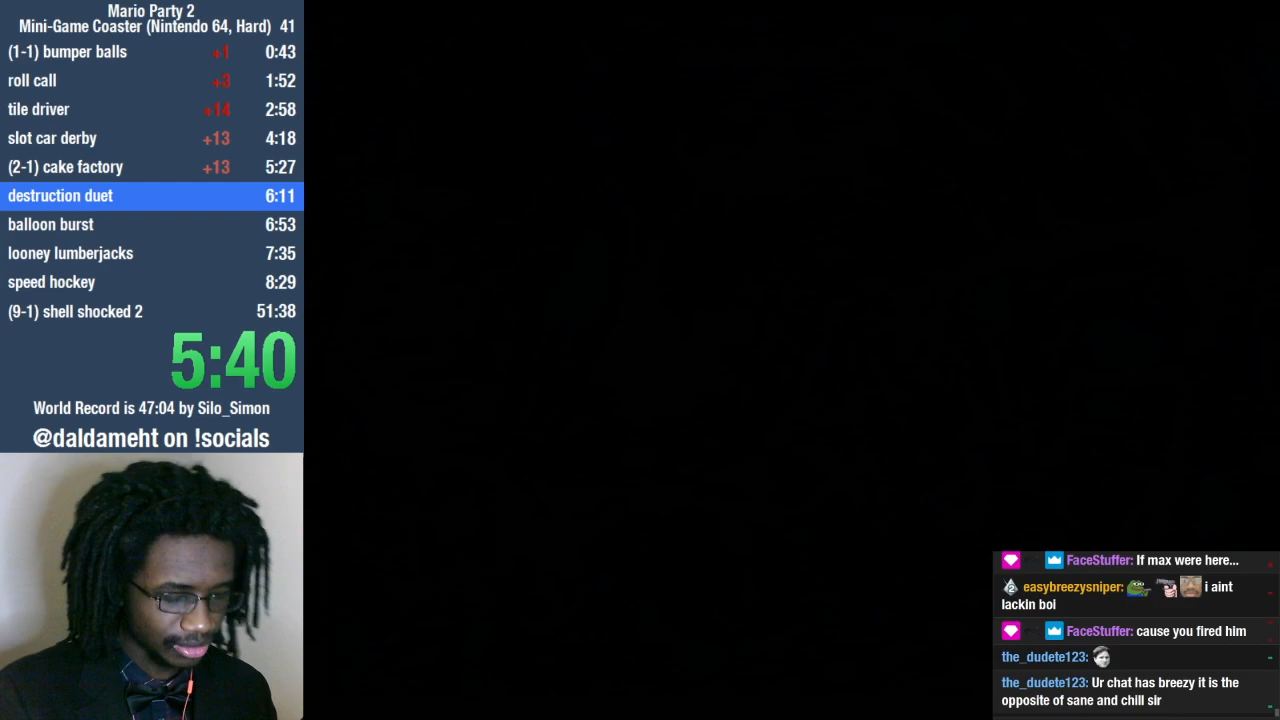 Mario Party 2
Mini-Game Coaster (Nintendo 64, Hard) 41
(1-1) bumper balls +1 0:43
roll call +3 1:52
tile driver +14 2:58
slot car derby +13 4:18
(2-1) cake factory +13 5:27
destruction duet 6:11
balloon burst 6:53
looney lumberjacks 7:35
speed hockey 8:29
(9-1) shell shocked 2 51:38
5:40
World Record is 47:04 by Silo_Simon
@daldameht on !socials
FaceStuffer: If max were here...
easybreezysniper: i aint
lackin boi
FaceStuffer: cause you fired him
the_dudete123:
the_dudete123: Ur chat has breezy it is the
opposite of sane and chill sir